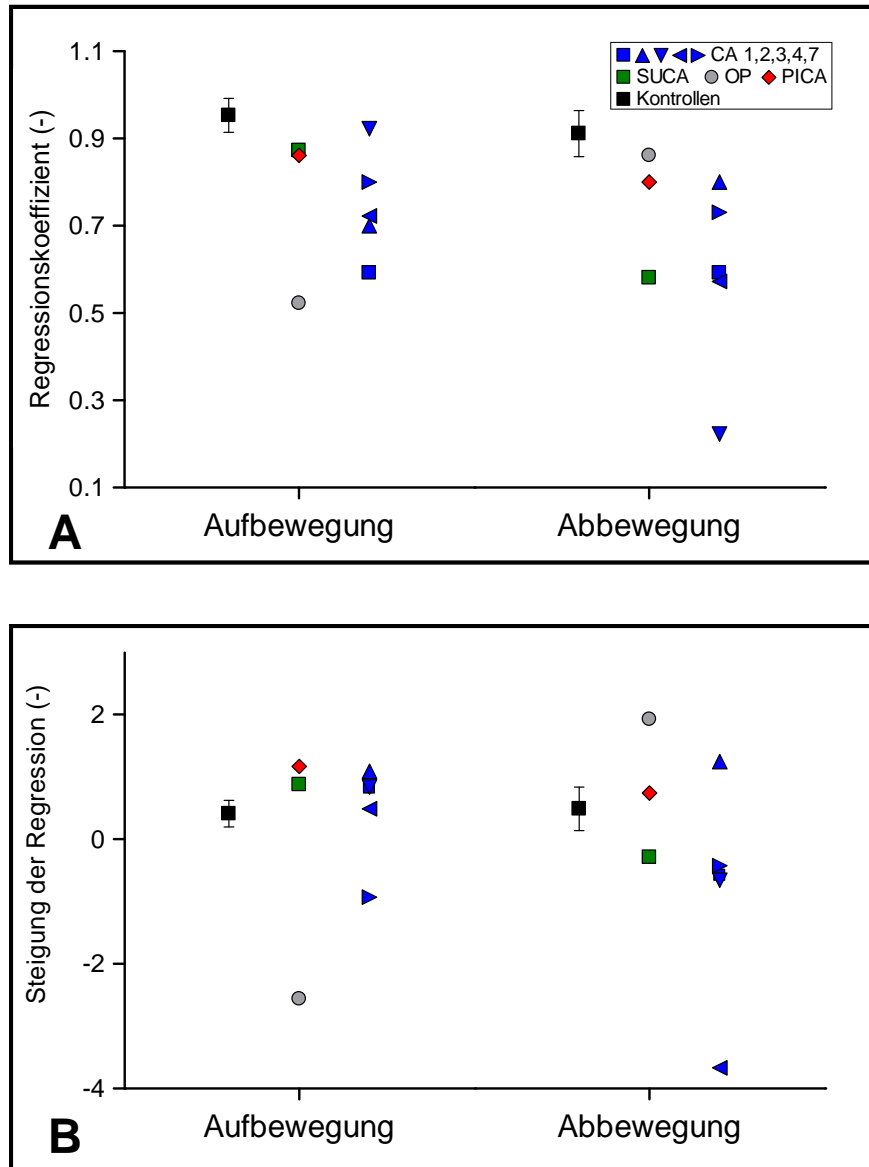 1.1
0.9
0.7
0.5
0.3
0.1
Regressionskoeffizient (-)
CA 1,2,3,4,7
SUCA OP PICA
Kontrollen
Aufbewegung Abbewegung
A
2
0
-2
-4
Steigung der Regression (-)
Aufbewegung Abbewegung
B